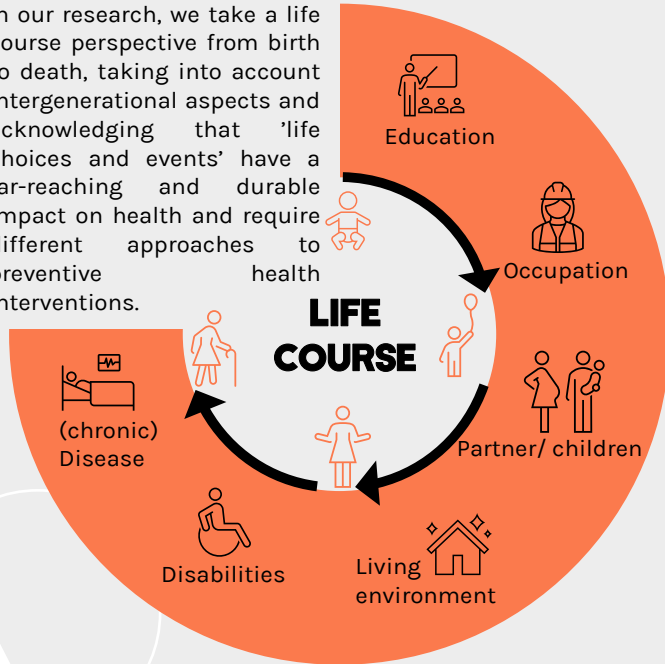 n our research, we take a life
ourse perspective from birth
o death, taking into account
ntergenerational aspects and
cknowledging that ’life
hoices and events’ have a
ar-reaching and durable
mpact on health and require
ifferent approaches to
reventive health
nterventions.
Education
Occupation
LIFE
COURSE
Partner/ children
(chronic)
Disease
Disabilities
Living
environment